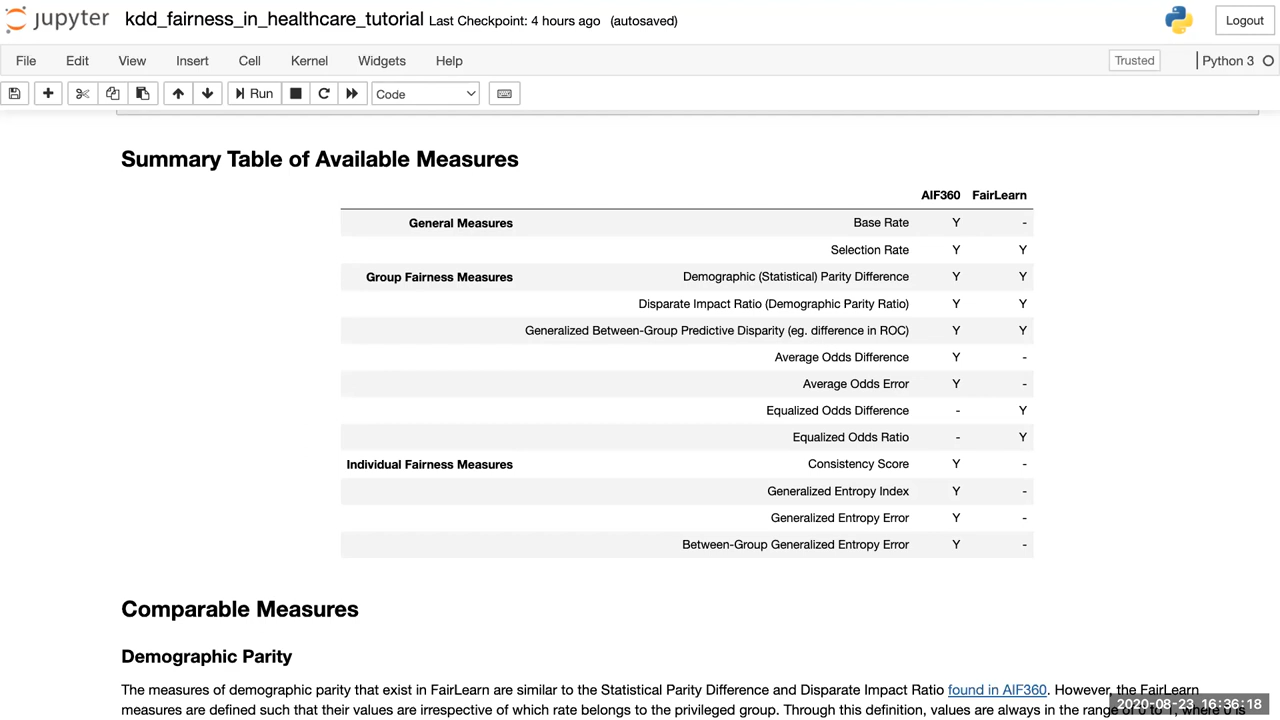 jupyter kdd_fairness_in_healthcare_tutorial Last Checkpoint: 4 hours ago (autosaved) Logout
File Edit View Insert Cell Kernel Widgets Help Trusted Python 3
Run Code
Summary Table of Available Measures
AIF360 FairLearn
General Measures Base Rate Y -
Selection Rate Y Y
Group Fairness Measures Demographic (Statistical) Parity Difference Y Y
Disparate Impact Ratio (Demographic Parity Ratio) Y Y
Generalized Between-Group Predictive Disparity (eg. difference in ROC) Y Y
Average Odds Difference Y -
Average Odds Error Y -
Equalized Odds Difference - Y
Equalized Odds Ratio - Y
Individual Fairness Measures Consistency Score Y -
Generalized Entropy Index Y -
Generalized Entropy Error Y -
Between-Group Generalized Entropy Error Y -
Comparable Measures
Demographic Parity
The measures of demographic parity that exist in FairLearn are similar to the Statistical Parity Difference and Disparate Impact Ratio found in AIF360. However, the FairLearn
measures are defined such that their values are irrespective of which rate belongs to the privileged group. Through this definition, values are always in the range of 0 to 1, where 0 is
2020-08-23 16:36:18